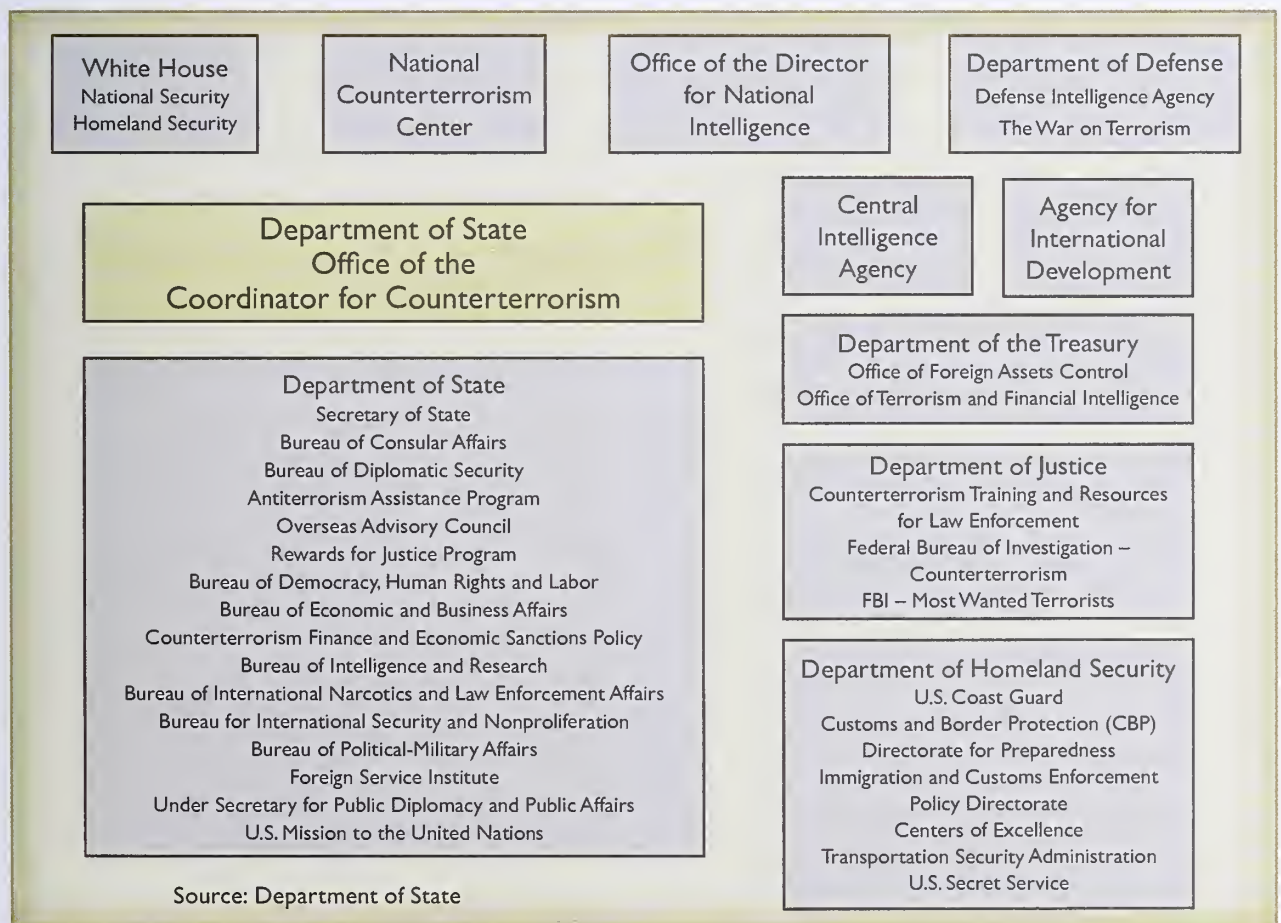 White House
National Security
Homeland Security
National
Counterterrorism
Center
Office of the Director
for National
Intelligence
Department of Defense
Defense Intelligence Agency
The War on Terrorism
Department of State
Office of the
Coordinator for Counterterrorism
Central
Intelligence
Agency
Agency for
International
Development
Department of the Treasury
Office of Foreign Assets Control
Office of Terrorism and Financial Intelligence
Department of State
Secretary of State
Bureau of Consular Affairs
Bureau of Diplomatic Security
Antiterrorism Assistance Program
Overseas Advisory Council
Rewards for Justice Program
Bureau of Democracy, Human Rights and Labor
Bureau of Economic and Business Affairs
Counterterrorism Finance and Economic Sanctions Policy
Bureau of Intelligence and Research
Bureau of International Narcotics and Law Enforcement Affairs
Bureau for International Security and Nonproliferation
Bureau of Political-Military Affairs
Foreign Service Institute
Under Secretary for Public Diplomacy and Public Affairs
U.S. Mission to the United Nations
Department of Justice
Counterterrorism Training and Resources
for Law Enforcement
Federal Bureau of Investigation –
Counterterrorism
FBI – Most Wanted Terrorists
Department of Homeland Security
U.S. Coast Guard
Customs and Border Protection (CBP)
Directorate for Preparedness
Immigration and Customs Enforcement
Policy Directorate
Centers of Excellence
Transportation Security Administration
U.S. Secret Service
Source: Department of State